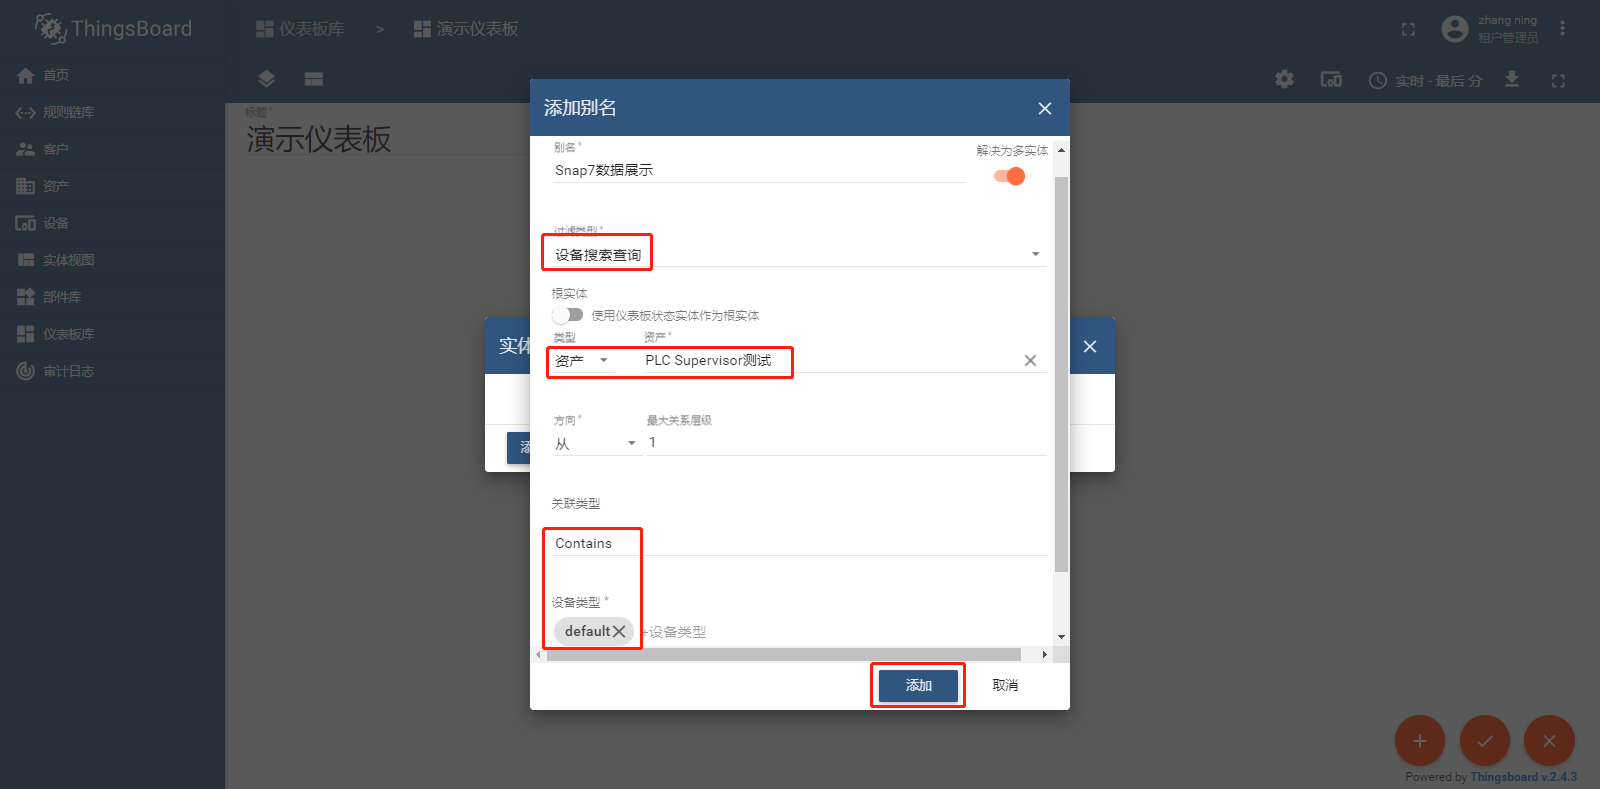 ThingsBoard
仪表板库 > 演示仪表板
zhang ning
租户管理员
首页
规则链库
客户
资产
设备
实体视图
部件库
仪表板库
审计日志
实时 - 最后 分
标题 *
演示仪表板
添加别名
别名 *
Snap7数据展示
解决为多实体
过滤类型 *
设备搜索查询
根实体
使用仪表板状态实体作为根实体
类型 资产 *
资产 PLC Supervisor测试
方向 * 最大关系层级
从 1
关联类型
Contains
设备类型 *
default +设备类型
添加 取消
实体
添
Powered by Thingsboard v.2.4.3